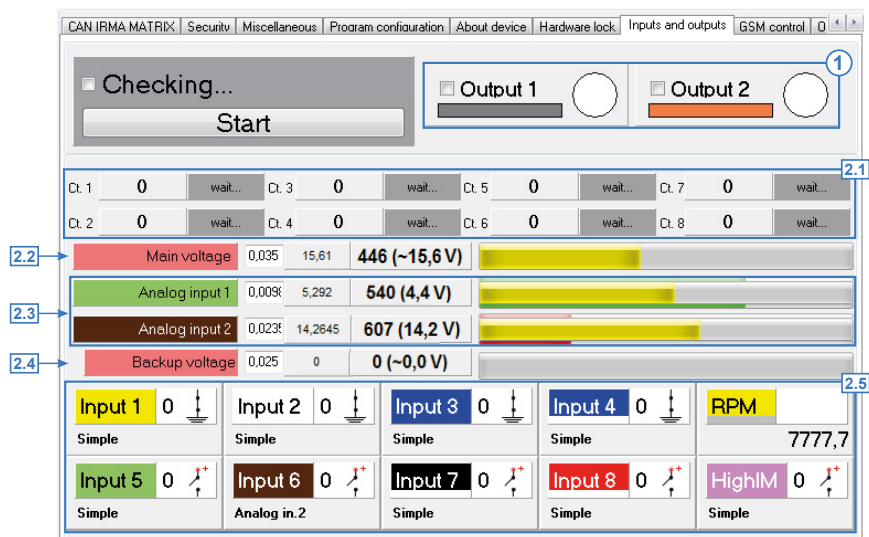 CAN IRMA MATRIX Security Miscellaneous Program configuration About device Hardware lock Inputs and outputs GSM control O
1
Checking...
Start
Output 1
Output 2
2.1
Ct. 1 0 wait... Ct. 3 0 wait... Ct. 5 0 wait... Ct. 7 0 wait...
Ct. 2 0 wait... Ct. 4 0 wait... Ct. 6 0 wait... Ct. 8 0 wait...
2.2 Main voltage 0,035 15,61 446 (~15,6 V)
2.3
Analog input 1 0,009 5,292 540 (4,4 V)
Analog input 2 0,023 14,2645 607 (14,2 V)
2.4 Backup voltage 0,025 0 0 (~0,0 V)
2.5
Input 1 0 Input 2 0 Input 3 0 Input 4 0 RPM
Simple Simple Simple Simple 7777,7
Input 5 0 Input 6 0 Input 7 0 Input 8 0 HighIM 0
Simple Analog in.2 Simple Simple Simple